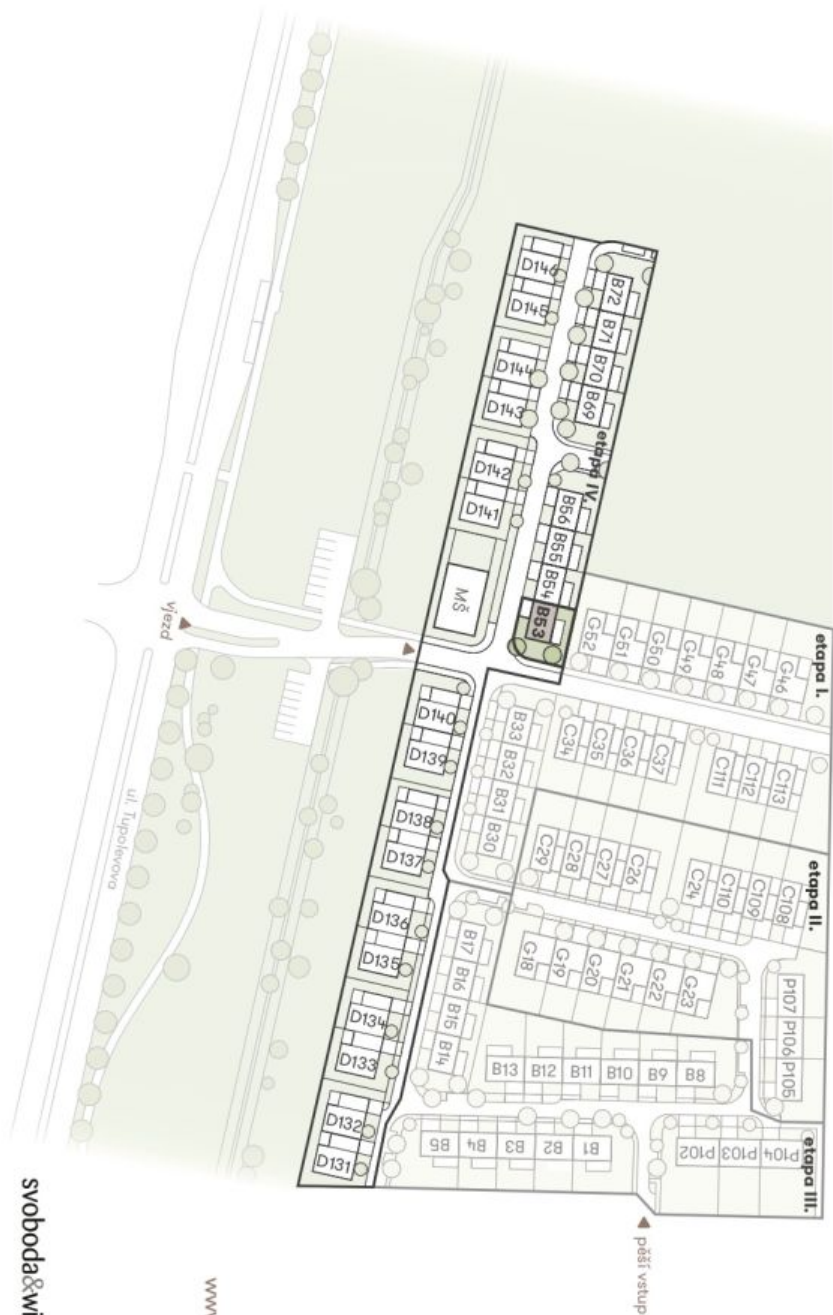 D146
D145
D144
D143
D142
D141
MŠ
D140
D139
D138
D137
D136
D135
D134
D133
D132
D131
B72
B71
B70
B69
etapa IV.
B56
B55
B54
B53
G52
G51
G50
G49
G48
G47
G46
etapa I.
B33
B32
B31
B30
C34
C35
C36
C37
C111
C112
C113
C29
C28
C27
C26
C24
C110
C109
C108
etapa II.
B17
B16
B15
B14
G18
G19
G20
G21
G22
G23
P107
P106
P105
B13
B12
B11
B10
B9
B8
B5
B4
B3
B2
B1
P102
P103
P104
etapa III.
vjezd
ul. Tupolevova
pěší vstup
svoboda&wi
www